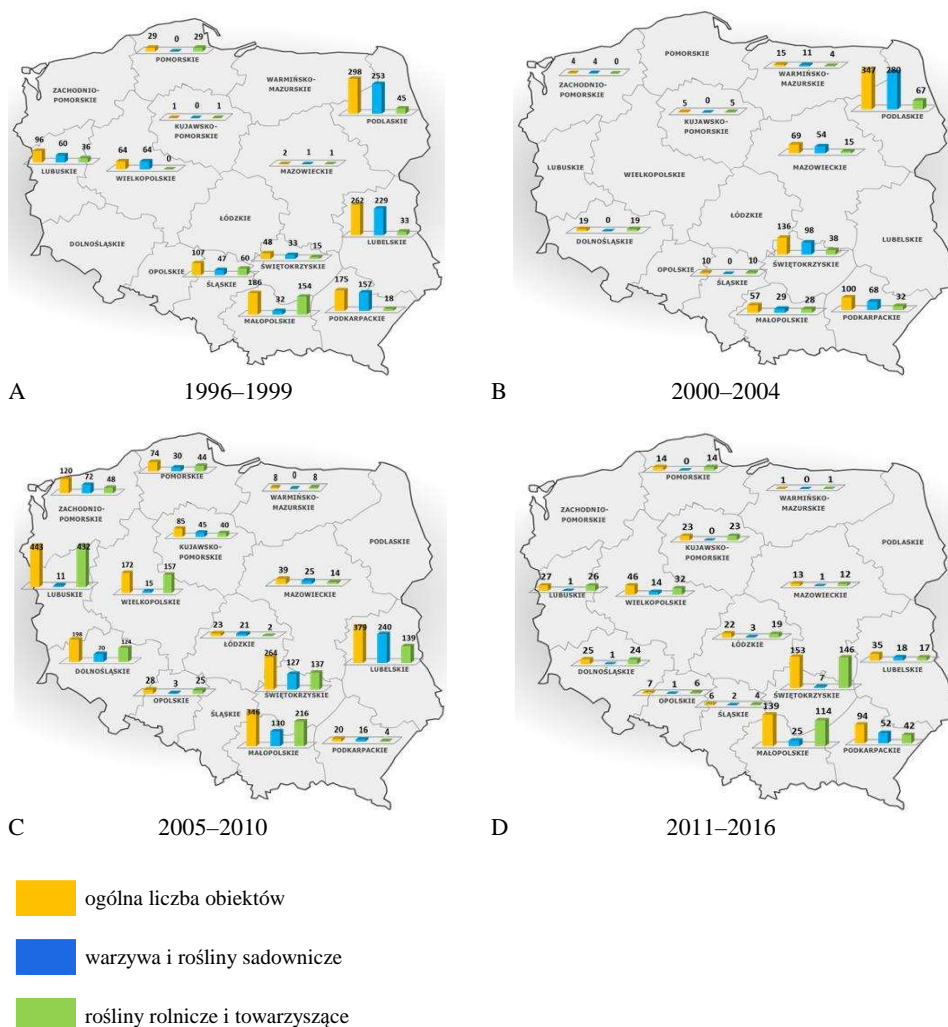 29 0 29
POMORSKIE
ZACHODNIO-
POMORSKIE
WARMIŃSKO-
MAZURSKIE
298 253 45
PODLASKIE
1 0 1
KUJAWSKO-
POMORSKIE
96 60 36
LUBUSKIE
64 64 0
WIELKOPOLSKIE
2 1 1
MAZOWIECKIE
262 229 33
LUBELSKIE
ŁÓDZKIE
DOLNOŚLĄSKIE
OPOLSKIE
107 47 60
ŚLĄSKIE
48 33 15
ŚWIĘTOKRZYSKIE
186 32 154
MAŁOPOLSKIE
175 157 18
PODKARPACKIE
A 1996–1999
POMORSKIE
4 4 0
ZACHODNIO-
POMORSKIE
15 11 4
WARMIŃSKO-
MAZURSKIE
347 280 67
PODLASKIE
5 0 5
KUJAWSKO-
POMORSKIE
69 54 15
MAZOWIECKIE
LUBUSKIE
WIELKOPOLSKIE
ŁÓDZKIE
LUBELSKIE
19 0 19
DOLNOŚLĄSKIE
136 98 38
ŚWIĘTOKRZYSKIE
OPOLSKIE
10 0 10
ŚLĄSKIE
57 29 28
MAŁOPOLSKIE
100 68 32
PODKARPACKIE
B 2000–2004
120 72 48
ZACHODNIO-
POMORSKIE
74 30 44
POMORSKIE
8 0 8
WARMIŃSKO-
MAZURSKIE
PODLASKIE
85 45 40
KUJAWSKO-
POMORSKIE
443 11 432
LUBUSKIE
172 15 157
WIELKOPOLSKIE
39 25 14
MAZOWIECKIE
23 21 2
ŁÓDZKIE
379 240 139
LUBELSKIE
198 70 124
DOLNOŚLĄSKIE
264 127 137
ŚWIĘTOKRZYSKIE
28 3 25
OPOLSKIE
ŚLĄSKIE
346 130 216
MAŁOPOLSKIE
20 16 4
PODKARPACKIE
C 2005–2010
14 0 14
POMORSKIE
ZACHODNIO-
POMORSKIE
1 0 1
WARMIŃSKO-
MAZURSKIE
PODLASKIE
23 0 23
KUJAWSKO-
POMORSKIE
27 1 26
LUBUSKIE
46 14 32
WIELKOPOLSKIE
13 1 12
MAZOWIECKIE
22 3 19
ŁÓDZKIE
35 18 17
LUBELSKIE
25 1 24
DOLNOŚLĄSKIE
153 7 146
ŚWIĘTOKRZYSKIE
7 1 6
OPOLSKIE
6 2 4
ŚLĄSKIE
139 25 114
MAŁOPOLSKIE
94 52 42
PODKARPACKIE
D 2011–2016
ogólna liczba obiektów
warzywa i rośliny sadownicze
rośliny rolnicze i towarzyszące